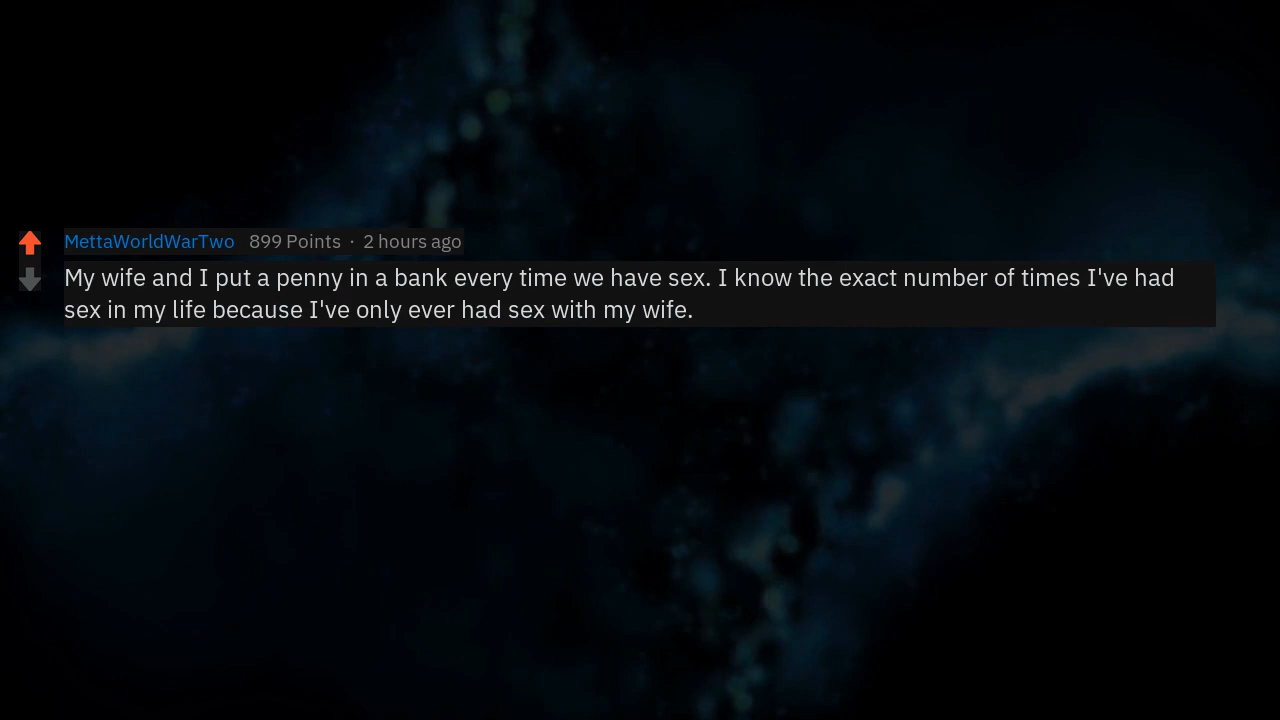 MettaWorldWarTwo 899 Points · 2 hours ago
My wife and I put a penny in a bank every time we have sex. I know the exact number of times I've had
sex in my life because I've only ever had sex with my wife.